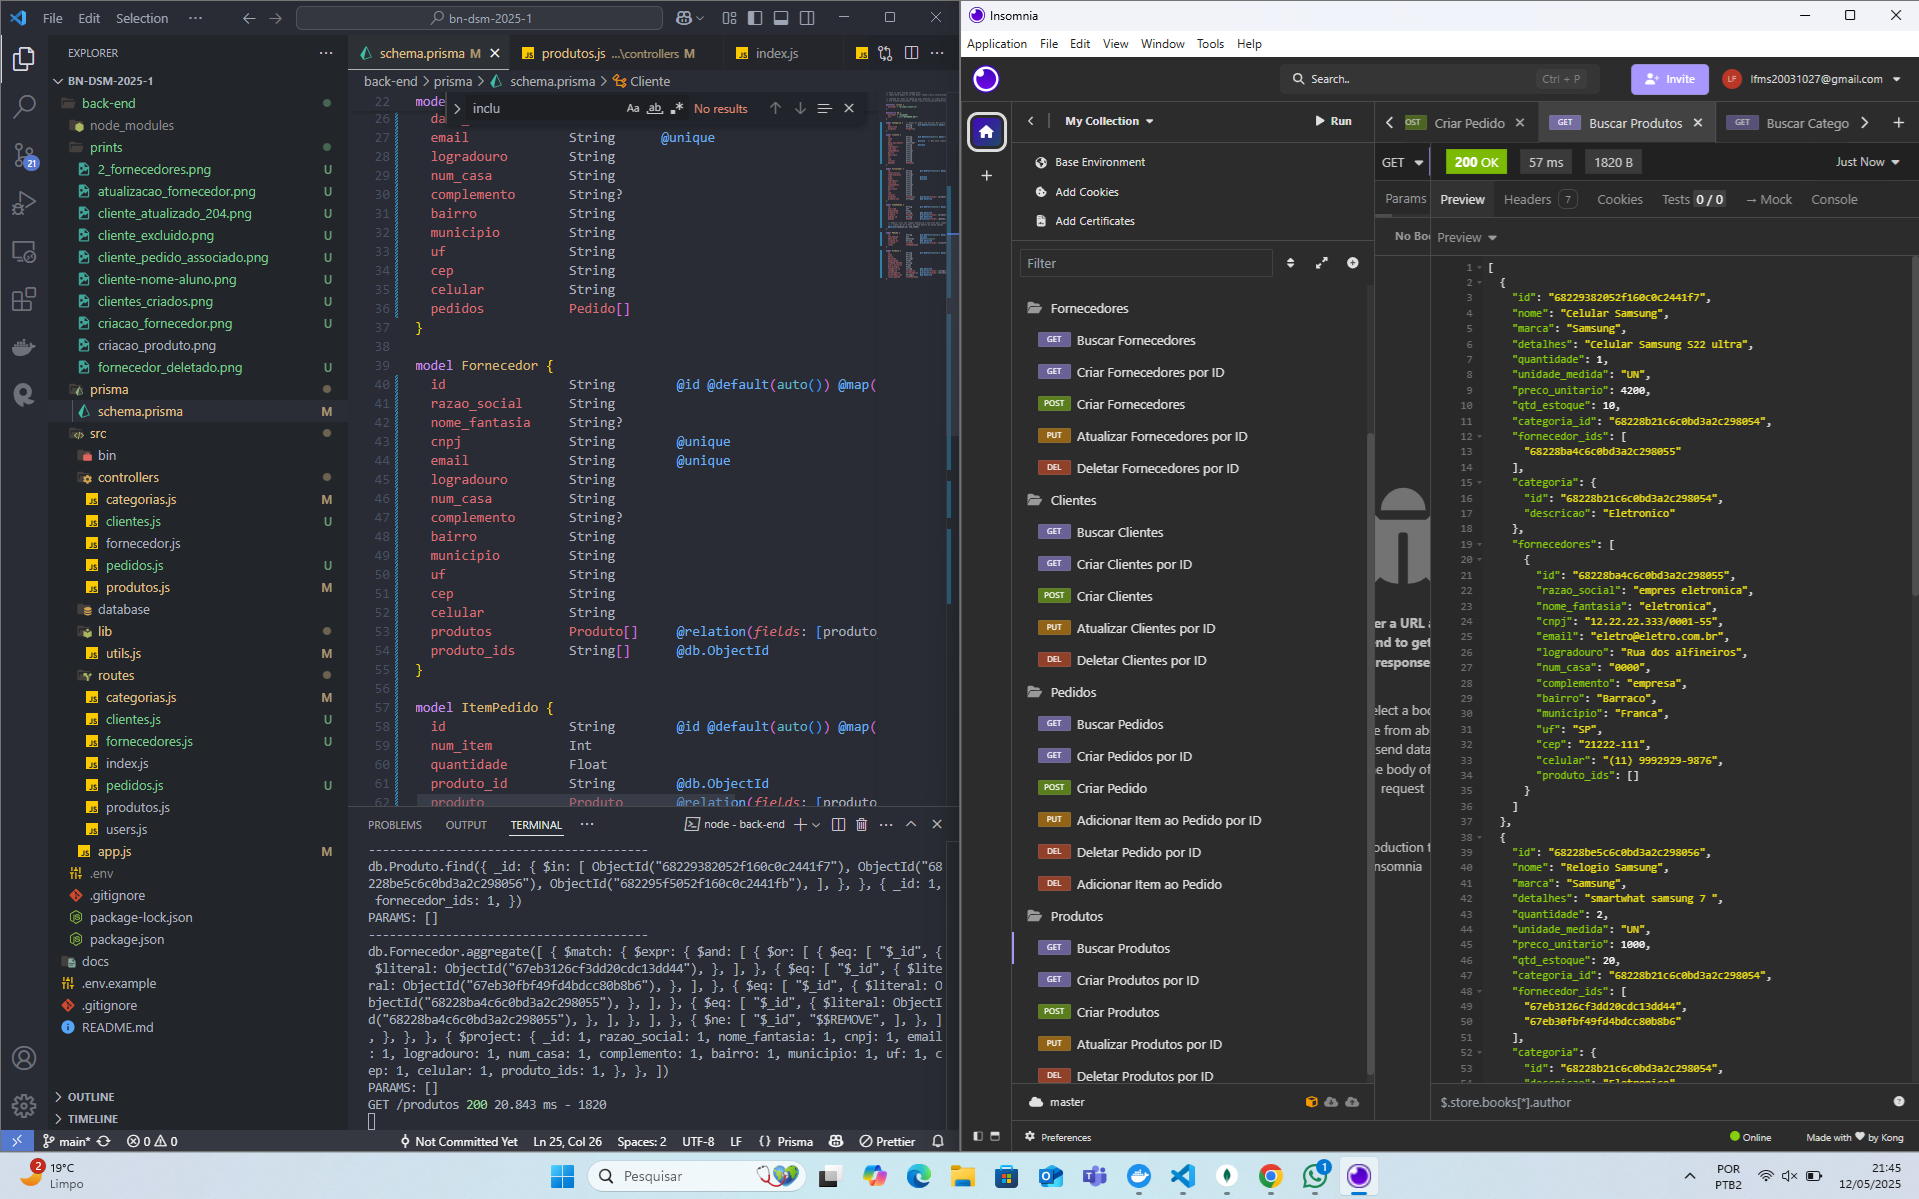 File Edit Selection ···
bn-dsm-2025-1
EXPLORER
BN-DSM-2025-1
back-end
node_modules
prints
2_fornecedores.png U
atualizacao_fornecedor.png U
cliente_atualizado_204.png U
cliente_excluido.png U
cliente_pedido_associado.png U
cliente-nome-aluno.png U
clientes_criados.png U
criacao_fornecedor.png U
criacao_produto.png
fornecedor_deletado.png U
prisma
schema.prisma M
src
bin
controllers
categorias.js M
clientes.js U
fornecedor.js
pedidos.js U
produtos.js M
database
lib
utils.js M
routes
categorias.js M
clientes.js U
fornecedores.js U
index.js
pedidos.js U
produtos.js
users.js
app.js M
.env
.gitignore
package-lock.json
package.json
docs
.env.example
.gitignore
README.md
OUTLINE
TIMELINE
21
schema.prisma M
produtos.js ...\controllers M
index.js
back-end > prisma > schema.prisma > Cliente
inclu
Aa ab No results
22 mode
26 da
27 email String @unique
28 logradouro String
29 num_casa String
30 complemento String?
31 bairro String
32 municipio String
33 uf String
34 cep String
35 celular String
36 pedidos Pedido[]
37 }
38
39 model Fornecedor {
40 id String @id @default(auto()) @map(
41 razao_social String
42 nome_fantasia String?
43 cnpj String @unique
44 email String @unique
45 logradouro String
46 num_casa String
47 complemento String?
48 bairro String
49 municipio String
50 uf String
51 cep String
52 celular String
53 produtos Produto[] @relation(fields: [produto_
54 produto_ids String[] @db.ObjectId
55 }
56
57 model ItemPedido {
58 id String @id @default(auto()) @map(
59 num_item Int
60 quantidade Float
61 produto_id String @db.ObjectId
62 produto Produto @relation(fields: [produto
PROBLEMS OUTPUT TERMINAL ···
node - back-end
----------------------------------------
db.Produto.find({ _id: { $in: [ ObjectId("68229382052f160c0c2441f7"), ObjectId("68
228be5c6c0bd3a2c298056"), ObjectId("682295f5052f160c0c2441fb"), ], }, }, { _id: 1,
fornecedor_ids: 1, })
PARAMS: []
----------------------------------------
db.Fornecedor.aggregate([ { $match: { $expr: { $and: [ { $or: [ { $eq: [ "$_id", {
$literal: ObjectId("67eb3126cf3dd20cdc13dd44"), }, ], }, { $eq: [ "$_id", { $lite
ral: ObjectId("67eb30fbf49fd4bdcc80b8b6"), }, ], }, { $eq: [ "$_id", { $literal: O
bjectId("68228ba4c6c0bd3a2c298055"), }, ], }, { $eq: [ "$_id", { $literal: ObjectI
d("68228ba4c6c0bd3a2c298055"), }, ], }, ], }, { $ne: [ "$_id", "$$REMOVE", ], }, ]
, }, }, }, { $project: { _id: 1, razao_social: 1, nome_fantasia: 1, cnpj: 1, email
: 1, logradouro: 1, num_casa: 1, complemento: 1, bairro: 1, municipio: 1, uf: 1, c
ep: 1, celular: 1, produto_ids: 1, }, }, ])
PARAMS: []
GET /produtos 200 20.843 ms - 1820
main* 0 0 Not Committed Yet Ln 25, Col 26 Spaces: 2 UTF-8 LF {} Prisma Prettier
Insomnia
Application File Edit View Window Tools Help
Search.. Ctrl + P
Invite
LF lfms20031027@gmail.com
My Collection
Run
Base Environment
Add Cookies
Add Certificates
Filter
Fornecedores
GET Buscar Fornecedores
GET Criar Fornecedores por ID
POST Criar Fornecedores
PUT Atualizar Fornecedores por ID
DEL Deletar Fornecedores por ID
Clientes
GET Buscar Clientes
GET Criar Clientes por ID
POST Criar Clientes
PUT Atualizar Clientes por ID
DEL Deletar Clientes por ID
Pedidos
GET Buscar Pedidos
GET Criar Pedidos por ID
POST Criar Pedido
PUT Adicionar Item ao Pedido por ID
DEL Deletar Pedido por ID
DEL Adicionar Item ao Pedido
Produtos
GET Buscar Produtos
GET Criar Produtos por ID
POST Criar Produtos
PUT Atualizar Produtos por ID
DEL Deletar Produtos por ID
master
Preferences
OST Criar Pedido
GET Buscar Produtos
GET Buscar Catego
GET
200 OK 57 ms 1820 B Just Now
Params
Preview Headers 7 Cookies Tests 0 / 0 → Mock Console
No Boo
Preview
er a URL a
nd to get
response
elect a bod
e from abo
send data
e body of
request
oduction t
nsomnia
1 [
2 {
3 "id": "68229382052f160c0c2441f7",
4 "nome": "Celular Samsung",
5 "marca": "Samsung",
6 "detalhes": "Celular Samsung S22 ultra",
7 "quantidade": 1,
8 "unidade_medida": "UN",
9 "preco_unitario": 4200,
10 "qtd_estoque": 10,
11 "categoria_id": "68228b21c6c0bd3a2c298054",
12 "fornecedor_ids": [
13 "68228ba4c6c0bd3a2c298055"
14 ],
15 "categoria": {
16 "id": "68228b21c6c0bd3a2c298054",
17 "descricao": "Eletronico"
18 },
19 "fornecedores": [
20 {
21 "id": "68228ba4c6c0bd3a2c298055",
22 "razao_social": "empres eletronica",
23 "nome_fantasia": "eletronica",
24 "cnpj": "12.22.22.333/0001-55",
25 "email": "eletro@eletro.com.br",
26 "logradouro": "Rua dos alfineiros",
27 "num_casa": "0000",
28 "complemento": "empresa",
29 "bairro": "Barraco",
30 "municipio": "Franca",
31 "uf": "SP",
32 "cep": "21222-111",
33 "celular": "(11) 9992929-9876",
34 "produto_ids": []
35 }
36 ]
37 },
38 {
39 "id": "68228be5c6c0bd3a2c298056",
40 "nome": "Relogio Samsung",
41 "marca": "Samsung",
42 "detalhes": "smartwhat samsung 7 ",
43 "quantidade": 2,
44 "unidade_medida": "UN",
45 "preco_unitario": 1000,
46 "qtd_estoque": 20,
47 "categoria_id": "68228b21c6c0bd3a2c298054",
48 "fornecedor_ids": [
49 "67eb3126cf3dd20cdc13dd44",
50 "67eb30fbf49fd4bdcc80b8b6"
51 ],
52 "categoria": {
53 "id": "68228b21c6c0bd3a2c298054",
$.store.books[*].author
Online Made with by Kong
2 19°C
Limpo
Pesquisar
1
POR
PTB2
21:45
12/05/2025